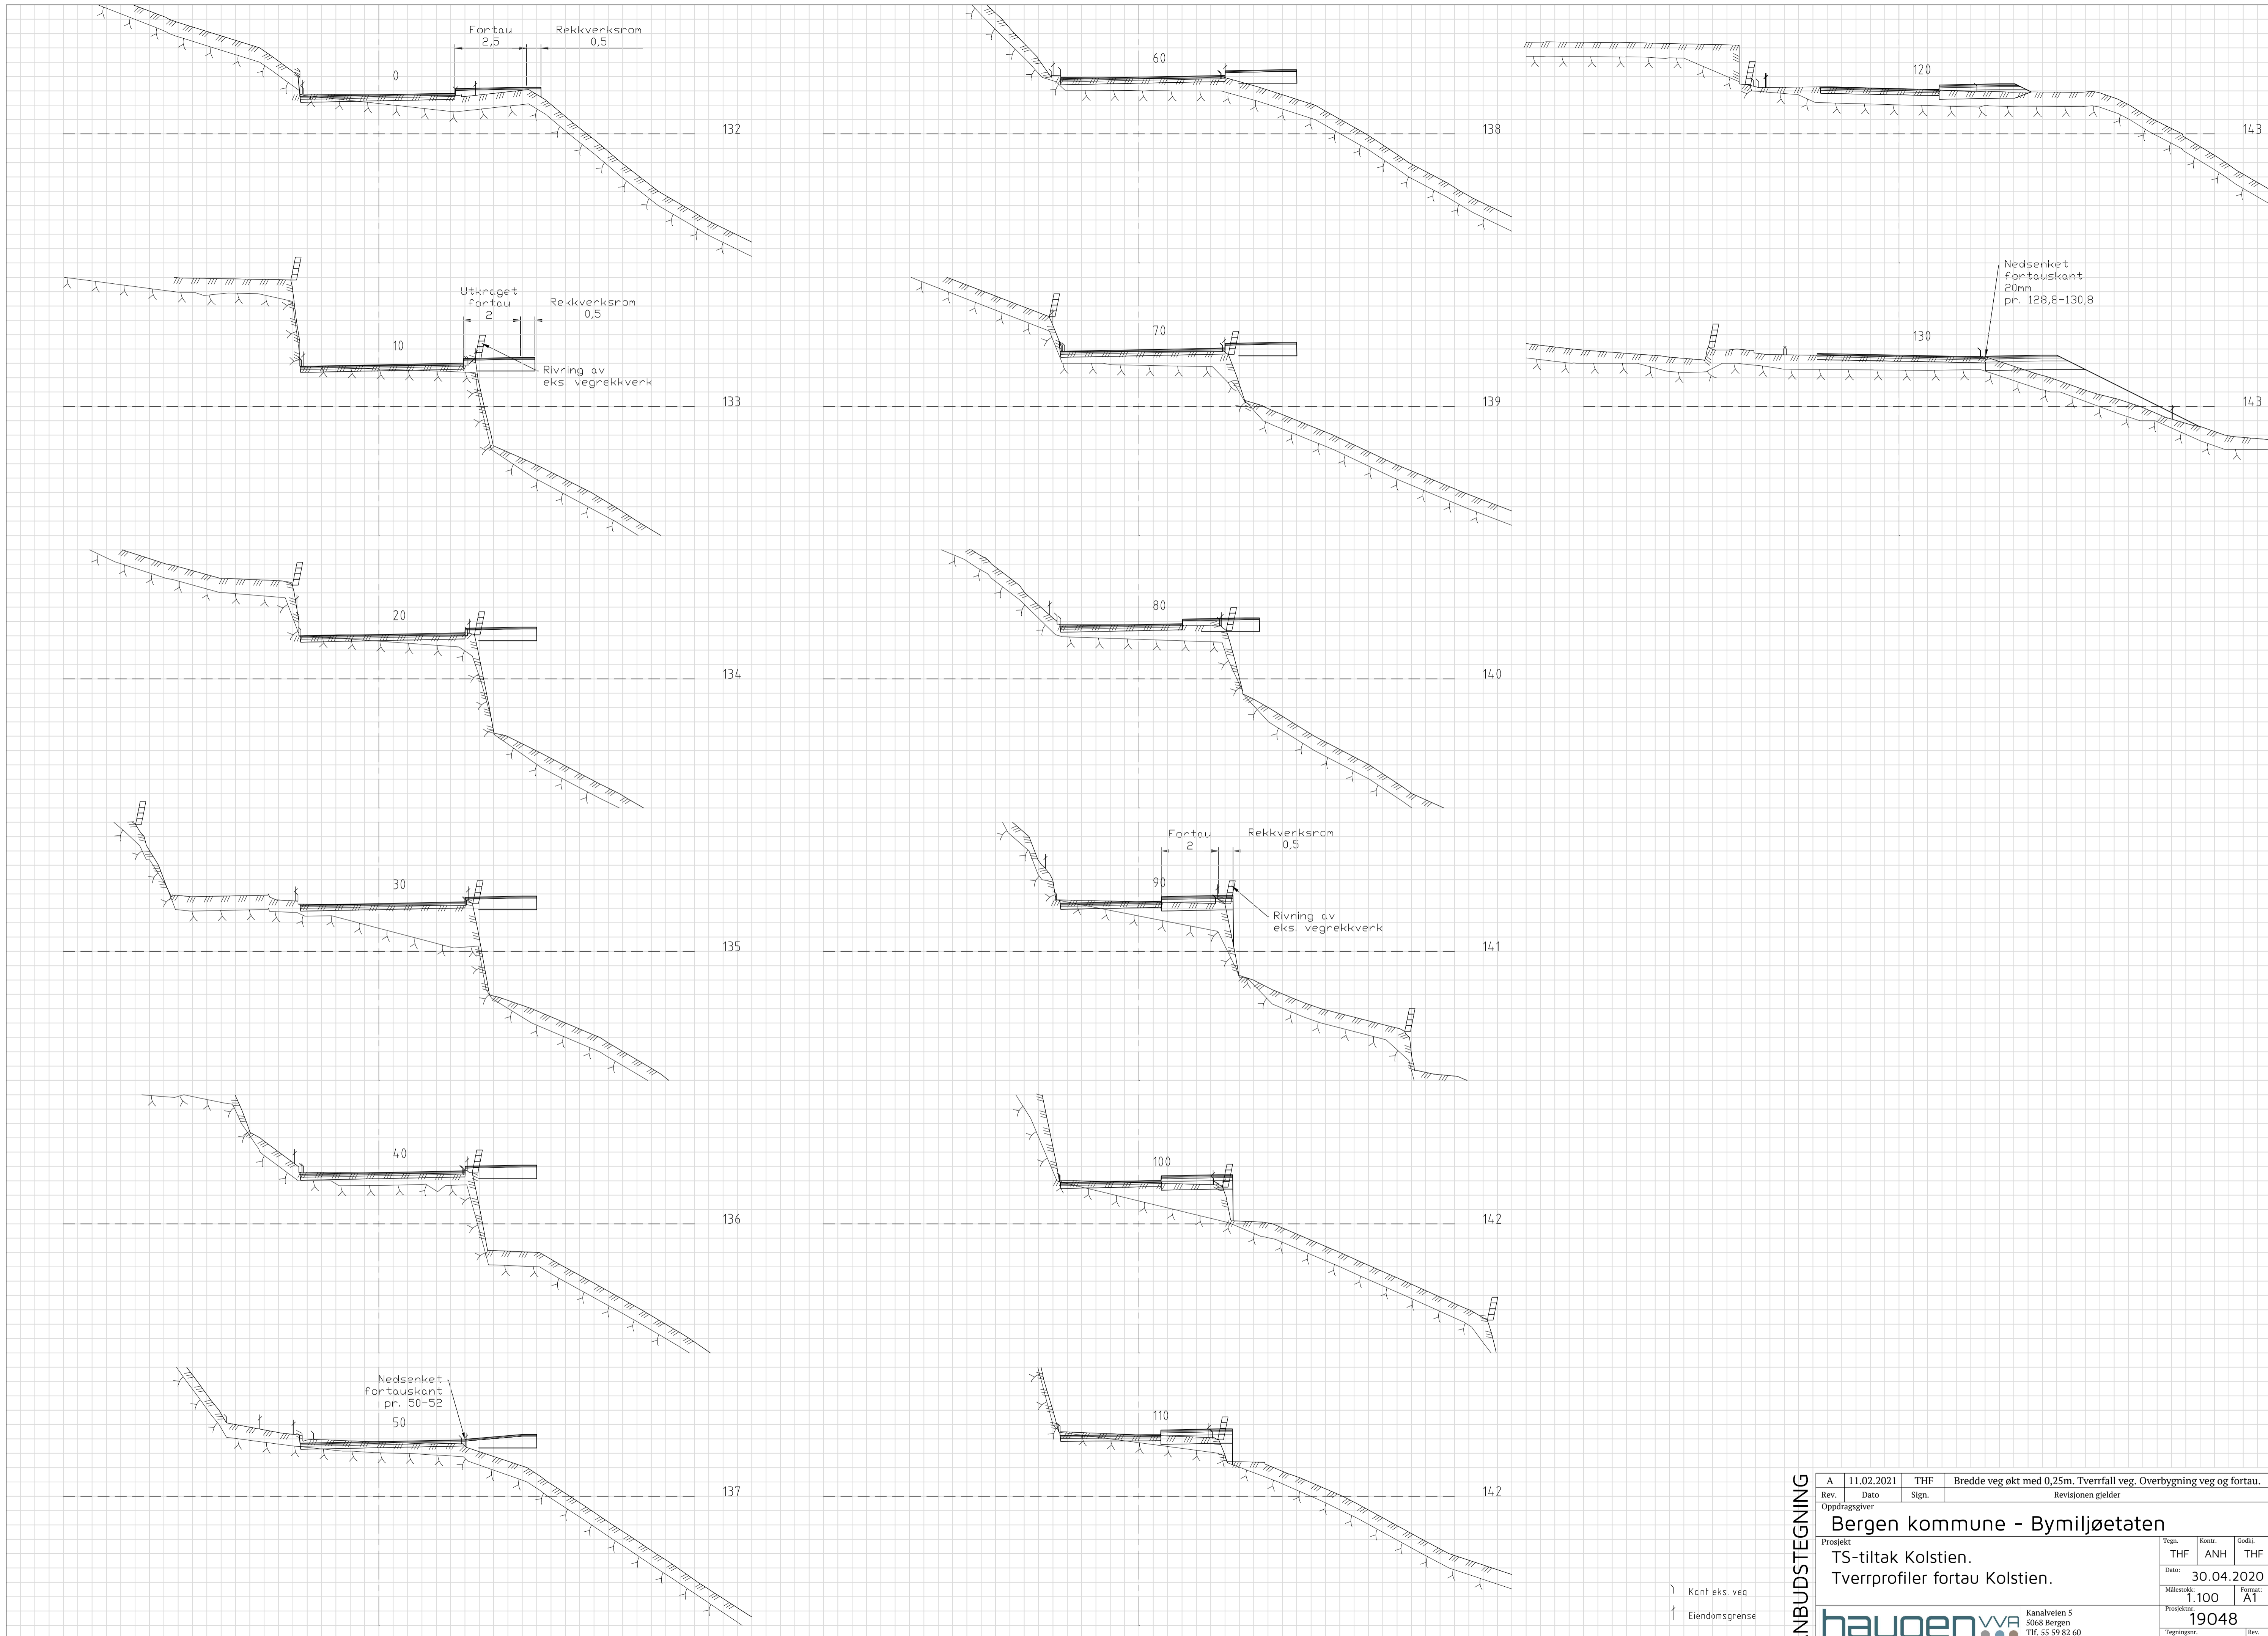 Fortau
2,5
Rekkverksrom
0,5
0
132
Utkraget
fortau
2
Rekkverksrom
0,5
10
Rivning av
eks. vegrekkverk
133
20
134
30
135
40
136
Nedsenket
fortauskant
pr. 50-52
50
137
60
138
70
139
80
140
Fortau
2
Rekkverksrom
0,5
90
Rivning av
eks. vegrekkverk
141
100
142
110
142
120
143
Nedsenket
fortauskant
20mm
pr. 128,8-130,8
130
143
Kant eks. veg
Eiendomsgrense
NBUDSTEGNING
A 11.02.2021 THF Bredde veg økt med 0,25m. Tverrfall veg. Overbygning veg og fortau.
Rev. Dato Sign. Revisjonen gjelder
Oppdragsgiver
Bergen kommune - Bymiljøetaten
Prosjekt
TS-tiltak Kolstien.
Tverrprofiler fortau Kolstien.
Tegn. Kontr. Godkj.
THF ANH THF
Dato: 30.04.2020
Målestokk: Format:
1.100 A1
Prosjektnr.
19048
Tegningsnr. Rev.
haugen VVA
Kanalveien 5
5068 Bergen
Tlf. 55 59 82 60